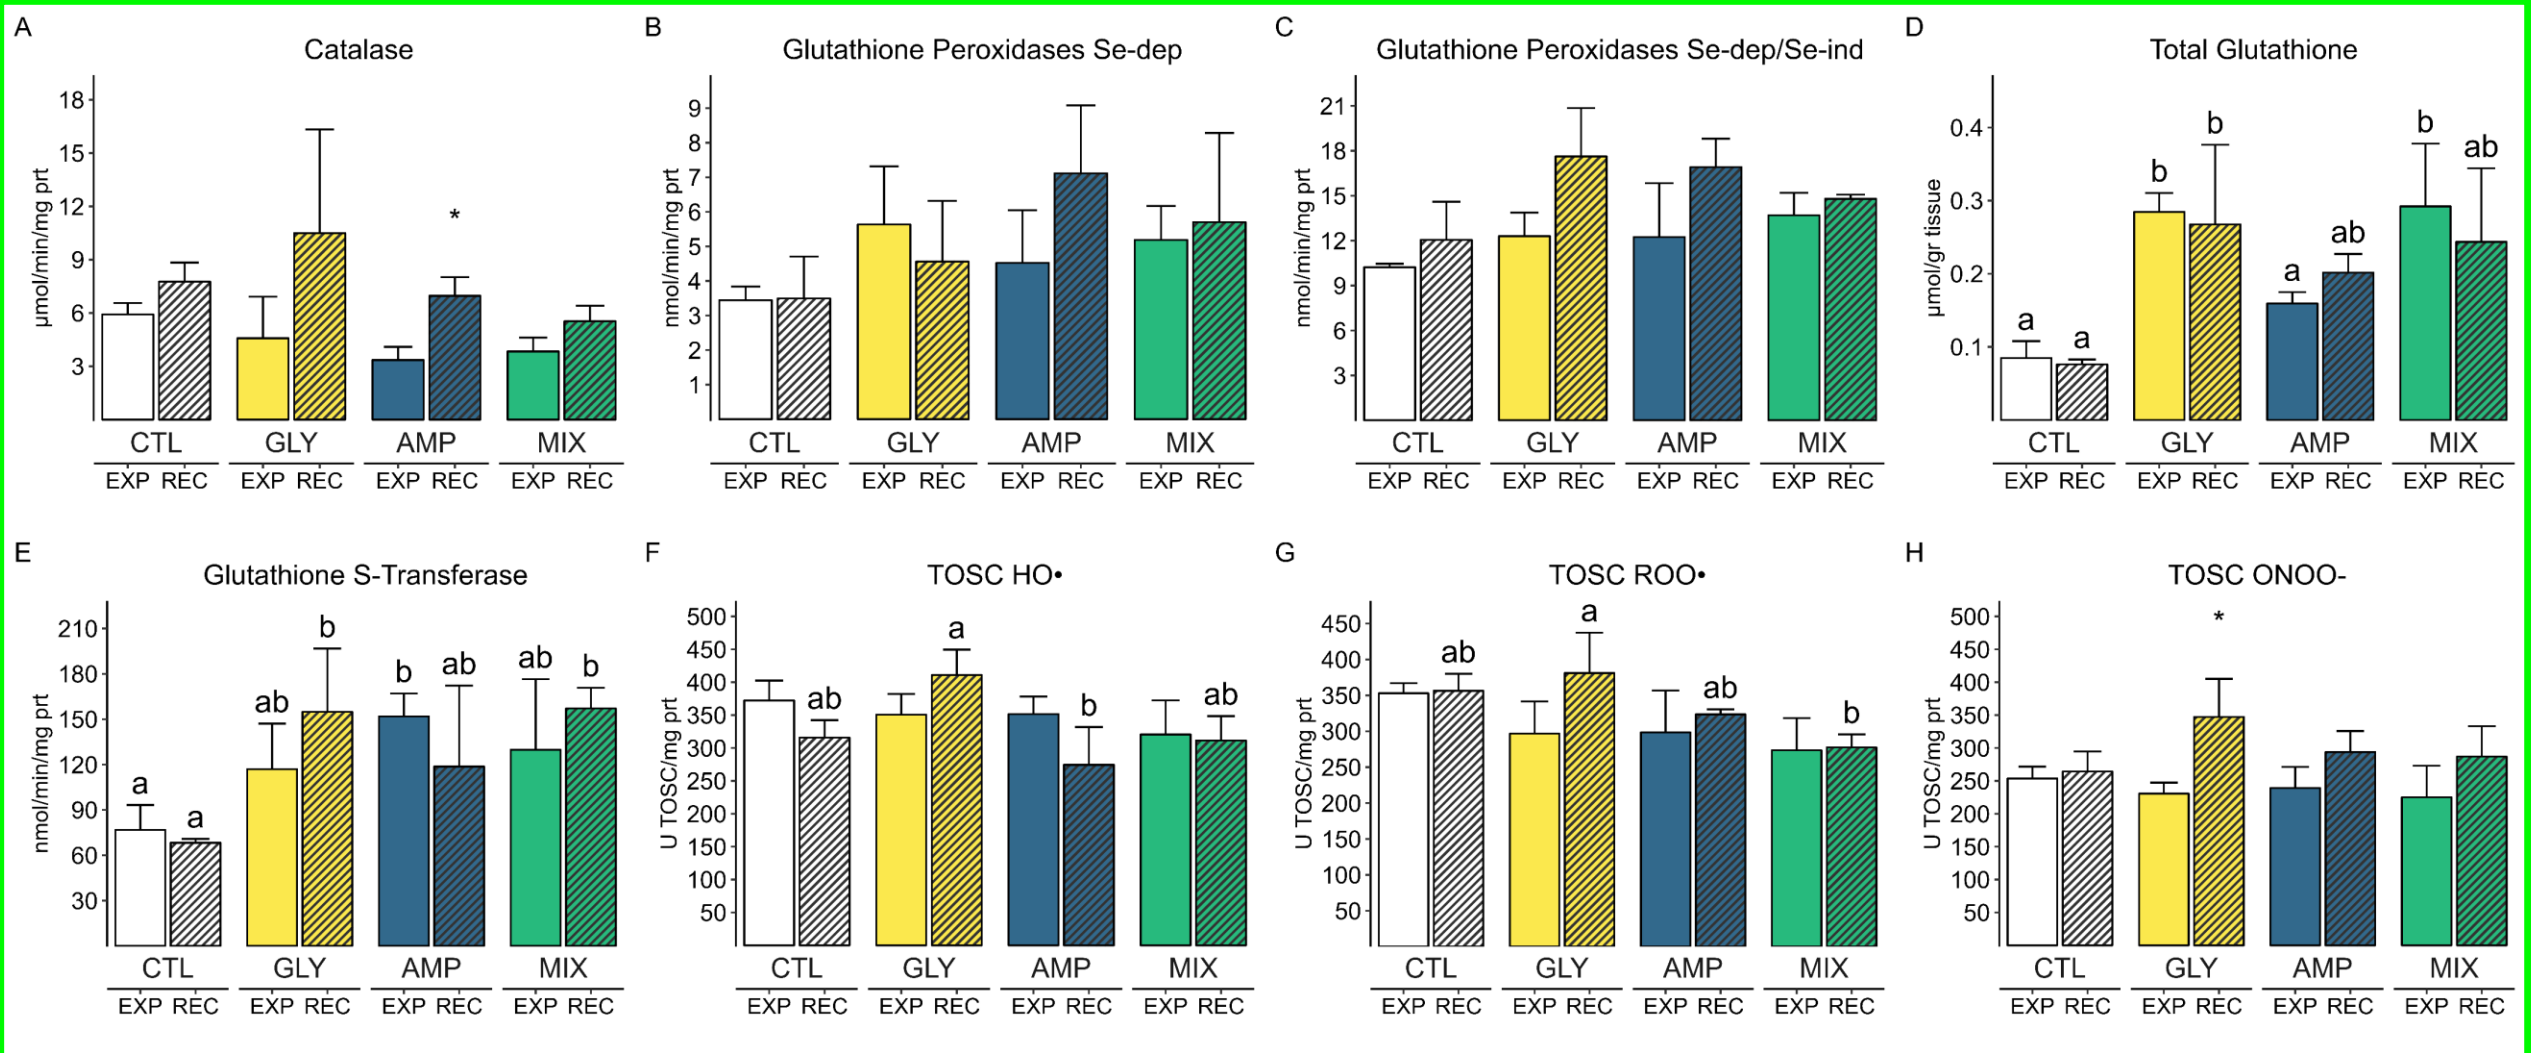 A
Catalase
µmol/min/mg prt
18
15
12
9
6
3
*
CTL GLY AMP MIX
EXP REC EXP REC EXP REC EXP REC
B
Glutathione Peroxidases Se-dep
nmol/min/mg prt
9
8
7
6
5
4
3
2
1
CTL GLY AMP MIX
EXP REC EXP REC EXP REC EXP REC
C
Glutathione Peroxidases Se-dep/Se-ind
nmol/min/mg prt
21
18
15
12
9
6
3
CTL GLY AMP MIX
EXP REC EXP REC EXP REC EXP REC
D
Total Glutathione
µmol/gr tissue
0.4
0.3
0.2
0.1
a a b b a ab b ab
CTL GLY AMP MIX
EXP REC EXP REC EXP REC EXP REC
E
Glutathione S-Transferase
nmol/min/mg prt
210
180
150
120
90
60
30
a a ab b b ab ab b
CTL GLY AMP MIX
EXP REC EXP REC EXP REC EXP REC
F
TOSC HO•
U TOSC/mg prt
500
450
400
350
300
250
200
150
100
50
ab a b ab
CTL GLY AMP MIX
EXP REC EXP REC EXP REC EXP REC
G
TOSC ROO•
U TOSC/mg prt
450
400
350
300
250
200
150
100
50
ab a ab b
CTL GLY AMP MIX
EXP REC EXP REC EXP REC EXP REC
H
TOSC ONOO-
U TOSC/mg prt
500
450
400
350
300
250
200
150
100
50
*
CTL GLY AMP MIX
EXP REC EXP REC EXP REC EXP REC